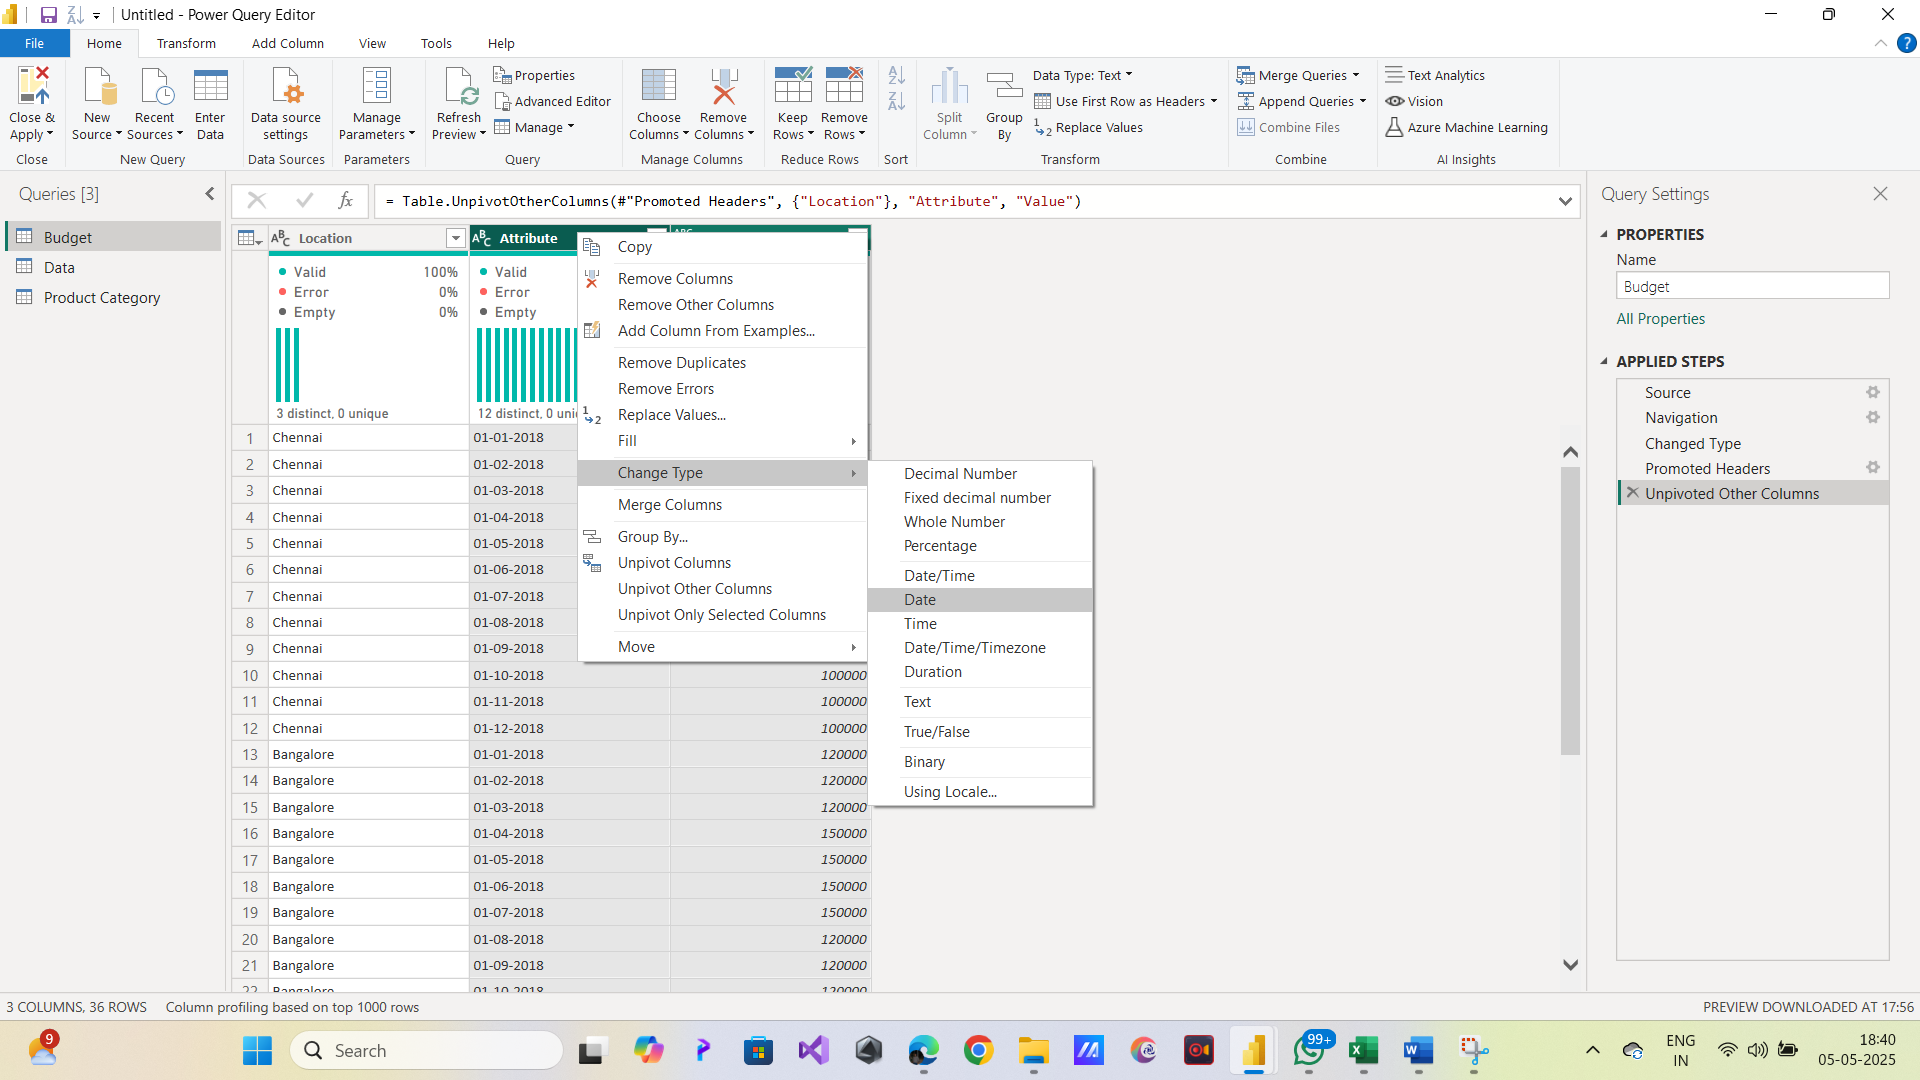 Untitled - Power Query Editor
File
Home
Transform
Add Column
View
Tools
Help
Close &
Apply
Close
New
Source
Recent
Sources
Enter
Data
New Query
Data source
settings
Data Sources
Manage
Parameters
Parameters
Refresh
Preview
Properties
Advanced Editor
Manage
Query
Choose
Columns
Remove
Columns
Manage Columns
Keep
Rows
Remove
Rows
Reduce Rows
Sort
Split
Column
Group
By
Data Type: Text
Use First Row as Headers
Replace Values
Transform
Merge Queries
Append Queries
Combine Files
Combine
Text Analytics
Vision
Azure Machine Learning
AI Insights
Queries [3]
Budget
Data
Product Category
fx
= Table.UnpivotOtherColumns(#"Promoted Headers", {"Location"}, "Attribute", "Value")
Location
Attribute
Valid 100%
Error 0%
Empty 0%
3 distinct, 0 unique
Valid
Error
Empty
12 distinct, 0 uni
1 Chennai 01-01-2018
2 Chennai 01-02-2018
3 Chennai 01-03-2018
4 Chennai 01-04-2018
5 Chennai 01-05-2018
6 Chennai 01-06-2018
7 Chennai 01-07-2018
8 Chennai 01-08-2018
9 Chennai 01-09-2018
10 Chennai 01-10-2018 100000
11 Chennai 01-11-2018 100000
12 Chennai 01-12-2018 100000
13 Bangalore 01-01-2018 120000
14 Bangalore 01-02-2018 120000
15 Bangalore 01-03-2018 120000
16 Bangalore 01-04-2018 150000
17 Bangalore 01-05-2018 150000
18 Bangalore 01-06-2018 150000
19 Bangalore 01-07-2018 150000
20 Bangalore 01-08-2018 120000
21 Bangalore 01-09-2018 120000
22 Bangalore 01-10-2018 120000
Copy
Remove Columns
Remove Other Columns
Add Column From Examples...
Remove Duplicates
Remove Errors
Replace Values...
Fill
Change Type
Merge Columns
Group By...
Unpivot Columns
Unpivot Other Columns
Unpivot Only Selected Columns
Move
Decimal Number
Fixed decimal number
Whole Number
Percentage
Date/Time
Date
Time
Date/Time/Timezone
Duration
Text
True/False
Binary
Using Locale...
Query Settings
PROPERTIES
Name
Budget
All Properties
APPLIED STEPS
Source
Navigation
Changed Type
Promoted Headers
Unpivoted Other Columns
3 COLUMNS, 36 ROWS
Column profiling based on top 1000 rows
PREVIEW DOWNLOADED AT 17:56
9
Search
99+
ENG
IN
18:40
05-05-2025